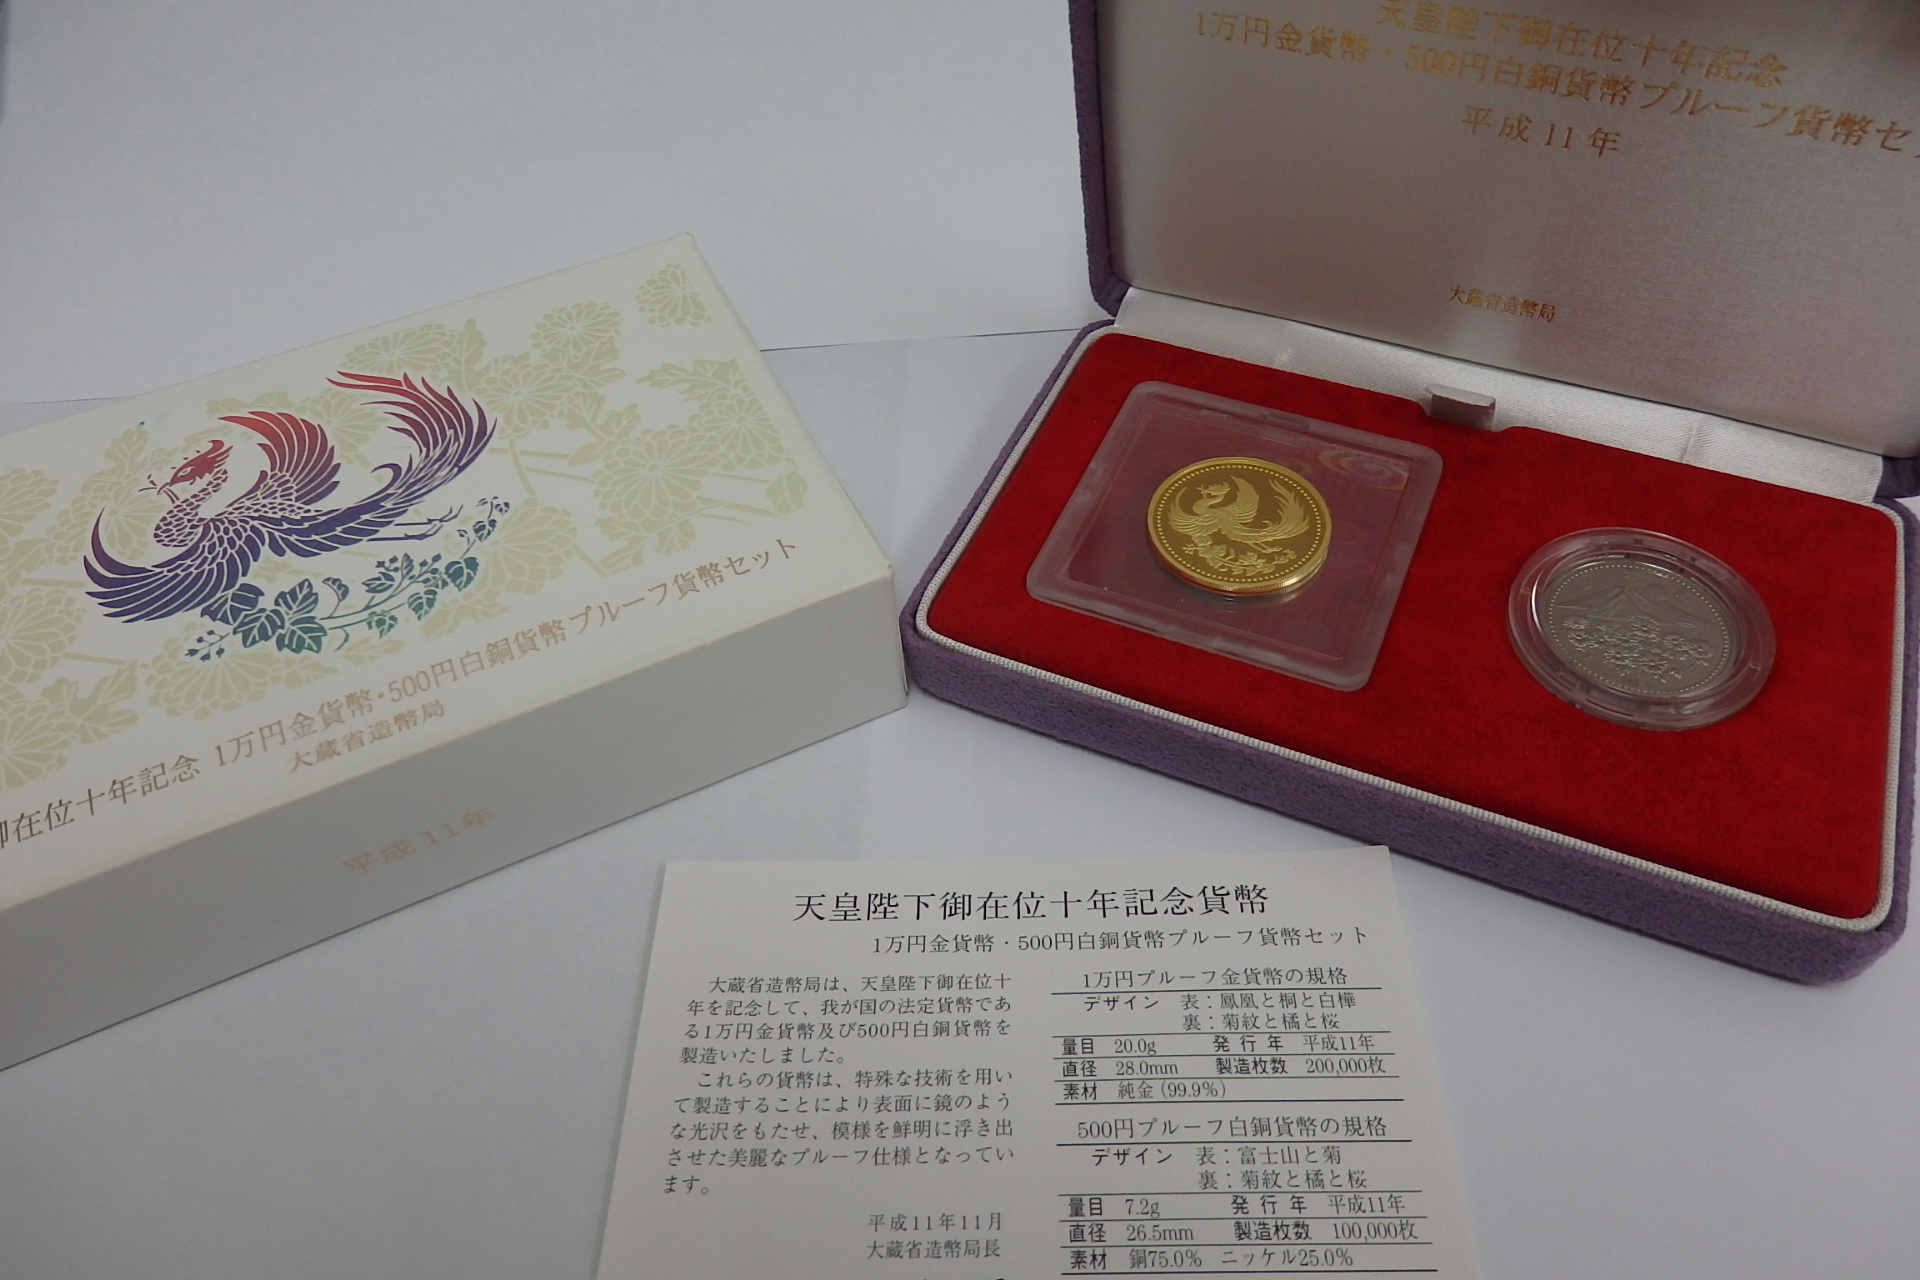 天皇陛下御在位十年記念
1万円金貨幣・500円白銅貨幣プルーフ貨幣セッ
平成11年
大蔵省造幣局
御在位十年記念 1万円金貨幣・500円白銅貨幣プルーフ貨幣セット
大蔵省造幣局
平成11年
天皇陛下御在位十年記念貨幣
1万円金貨幣・500円白銅貨幣プルーフ貨幣セット
大蔵省造幣局は、天皇陛下御在位十
年を記念して、我が国の法定貨幣であ
る1万円金貨幣及び500円白銅貨幣を
製造いたしました。
これらの貨幣は、特殊な技術を用い
て製造することにより表面に鏡のよう
な光沢をもたせ、模様を鮮明に浮き出
させた美麗なプルーフ仕様となってい
ます。
平成11年11月
大蔵省造幣局長
1万円プルーフ金貨幣の規格
デザイン 表：鳳凰と桐と白樺
裏：菊紋と橘と桜
量目 20.0g 発行年 平成11年
直径 28.0mm 製造枚数 200,000枚
素材 純金(99.9%)
500円プルーフ白銅貨幣の規格
デザイン 表：富士山と菊
裏：菊紋と橘と桜
量目 7.2g 発行年 平成11年
直径 26.5mm 製造枚数 100,000枚
素材 銅75.0% ニッケル25.0%